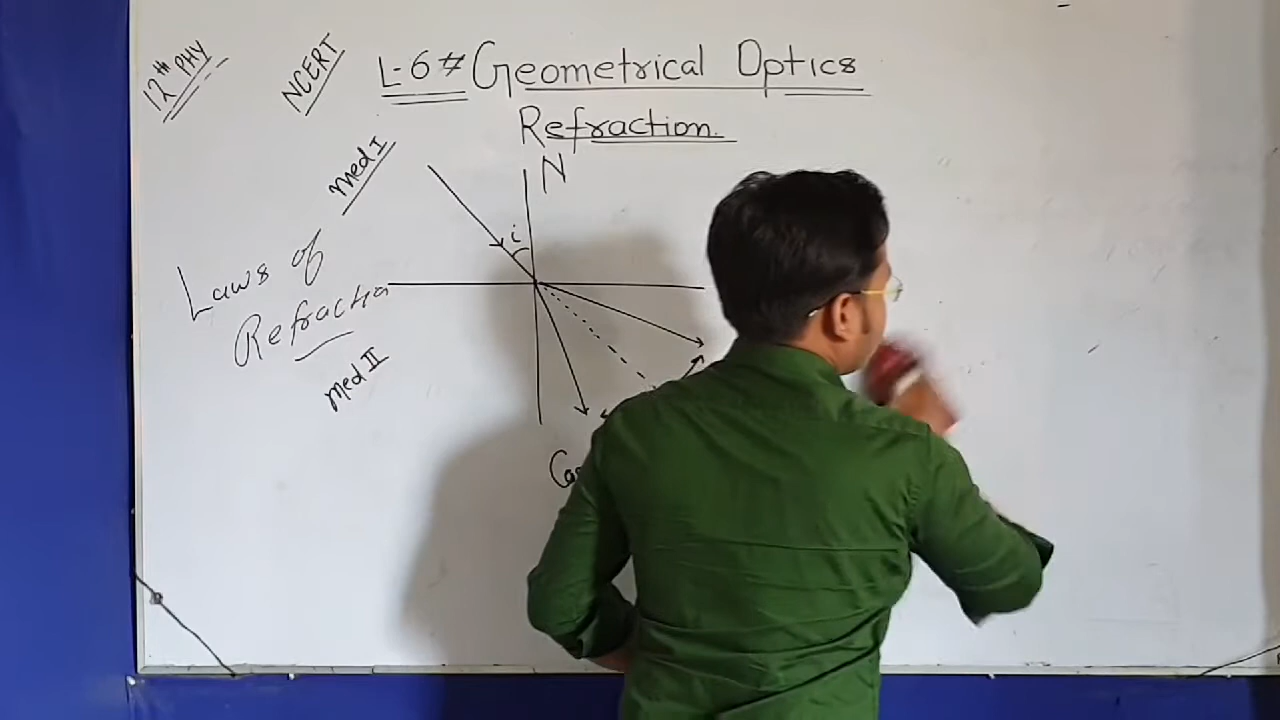 12th PHY
NCERT
L-6 # Geometrical Optics
Refraction.
N
Med I
i
Laws of
Refraction
Med II